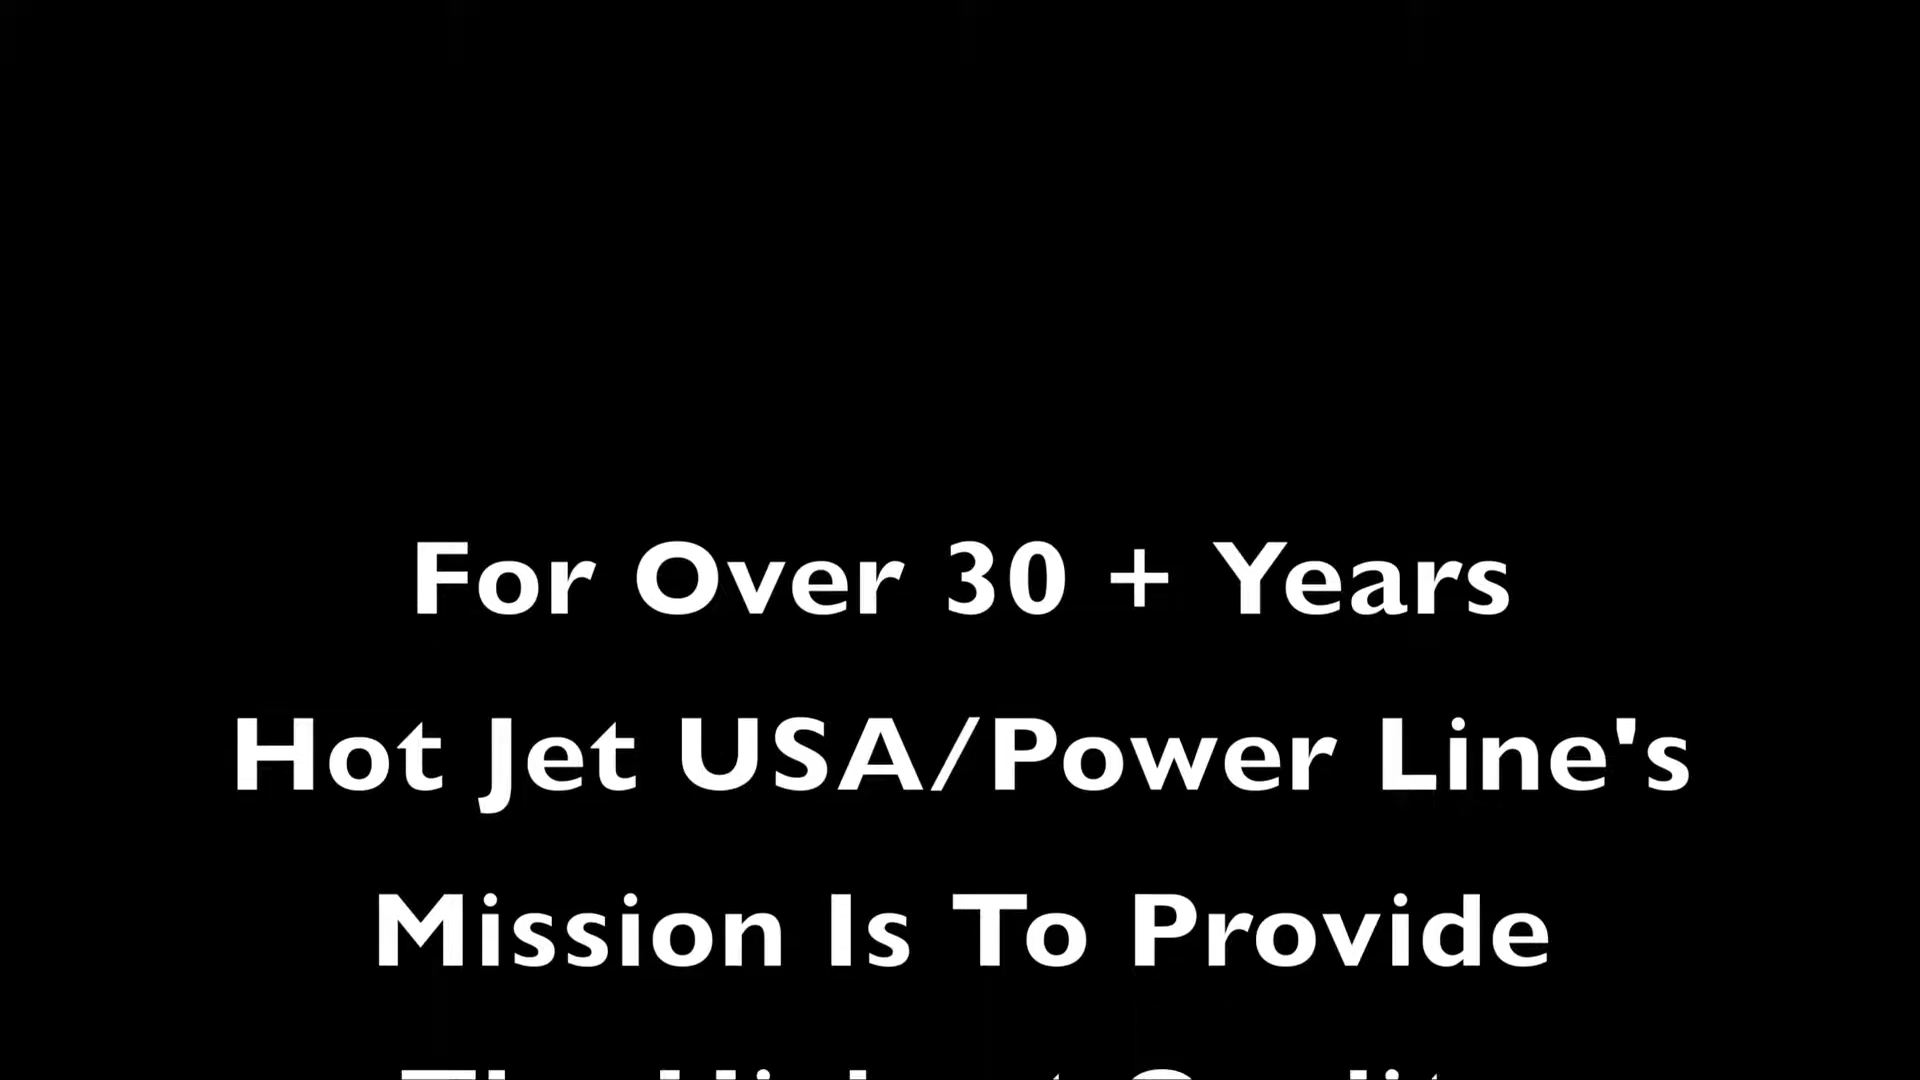 For Over 30 + Years
Hot Jet USA/Power Line's
Mission Is To Provide